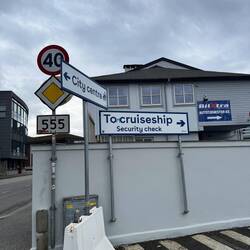 40
City centre
555
To cruiseship
Security check